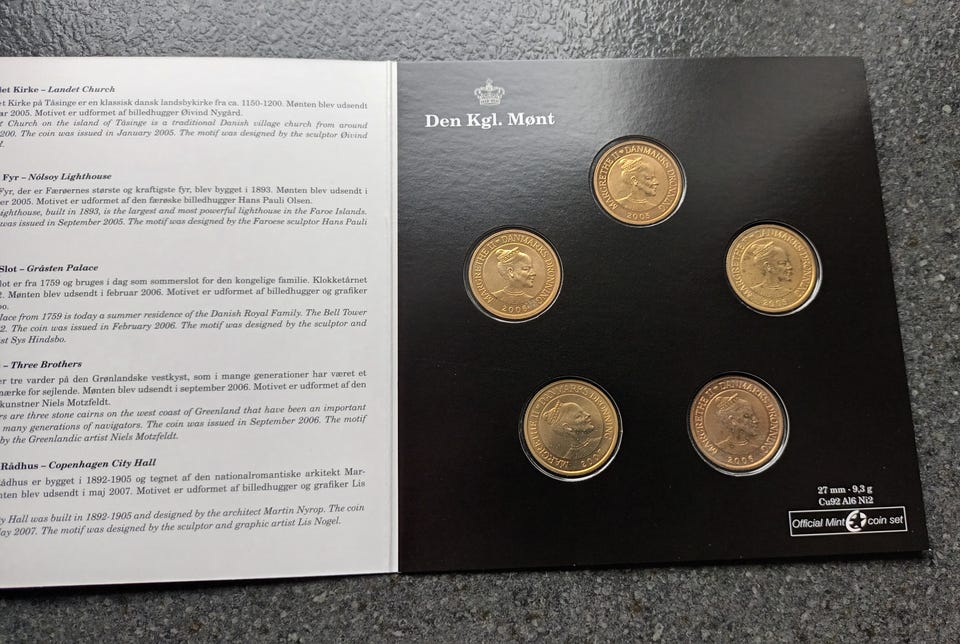 det Kirke – Landet Church
et Kirke på Tåsinge er en klassisk dansk landsbykirke fra ca. 1150-1200. Mønten blev udsendt
ar 2005. Motivet er udformet af billedhugger Øivind Nygård.
t Church on the island of Tåsinge is a traditional Danish village church from around
200. The coin was issued in January 2005. The motif was designed by the sculptor Øivind
Fyr – Nólsoy Lighthouse
Fyr, der er Færøernes største og kraftigste fyr, blev bygget i 1893. Mønten blev udsendt i
er 2005. Motivet er udformet af den færøske billedhugger Hans Pauli Olsen.
ighthouse, built in 1893, is the largest and most powerful lighthouse in the Faroe Islands.
was issued in September 2005. The motif was designed by the Faroese sculptor Hans Pauli
Slot – Gråsten Palace
lot er fra 1759 og bruges i dag som sommerslot for den kongelige familie. Klokketårnet
2. Mønten blev udsendt i februar 2006. Motivet er udformet af billedhugger og grafiker
bo.
lace from 1759 is today a summer residence of the Danish Royal Family. The Bell Tower
2. The coin was issued in February 2006. The motif was designed by the sculptor and
ist Sys Hindsbo.
– Three Brothers
er tre varder på den Grønlandske vestkyst, som i mange generationer har været et
mærke for sejlende. Mønten blev udsendt i september 2006. Motivet er udformet af den
kunstner Niels Motzfeldt.
rs are three stone cairns on the west coast of Greenland that have been an important
many generations of navigators. The coin was issued in September 2006. The motif
by the Greenlandic artist Niels Motzfeldt.
Rådhus – Copenhagen City Hall
ådhus er bygget i 1892-1905 og tegnet af den nationalromantiske arkitekt Mar-
nten blev udsendt i maj 2007. Motivet er udformet af billedhugger og grafiker Lis
y Hall was built in 1892-1905 and designed by the architect Martin Nyrop. The coin
ay 2007. The motif was designed by the sculptor and graphic artist Lis Nogel.
Den Kgl. Mønt
MARGRETHE II DANMARKS DRONNING
2005
MARGRETHE II DANMARKS DRONNING
MARGRETHE II DANMARKS DRONNING
MARGRETHE II DANMARKS DRONNING
MARGRETHE II DANMARKS DRONNING
27 mm - 9,3 g
Cu92 Al6 Ni2
Official Mint coin set